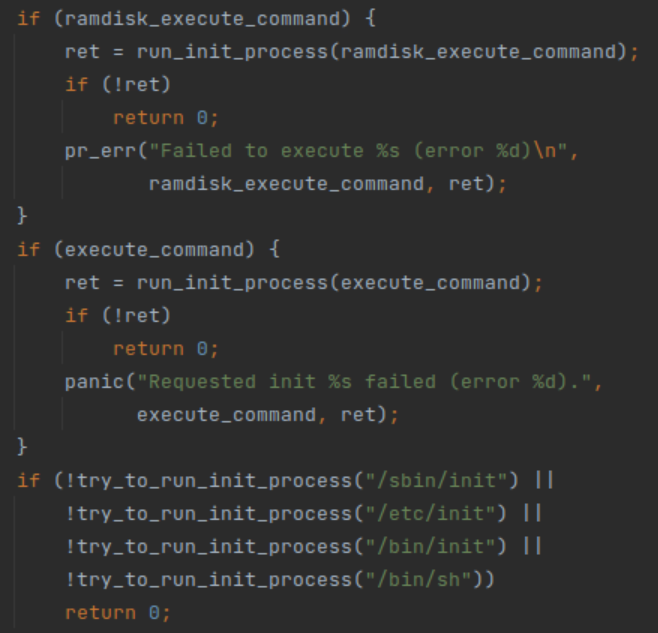 if (ramdisk_execute_command) {
    ret = run_init_process(ramdisk_execute_command);
    if (!ret)
        return 0;
    pr_err("Failed to execute %s (error %d)\n",
           ramdisk_execute_command, ret);
}
if (execute_command) {
    ret = run_init_process(execute_command);
    if (!ret)
        return 0;
    panic("Requested init %s failed (error %d).",
          execute_command, ret);
}
if (!try_to_run_init_process("/sbin/init") ||
    !try_to_run_init_process("/etc/init") ||
    !try_to_run_init_process("/bin/init") ||
    !try_to_run_init_process("/bin/sh"))
    return 0;